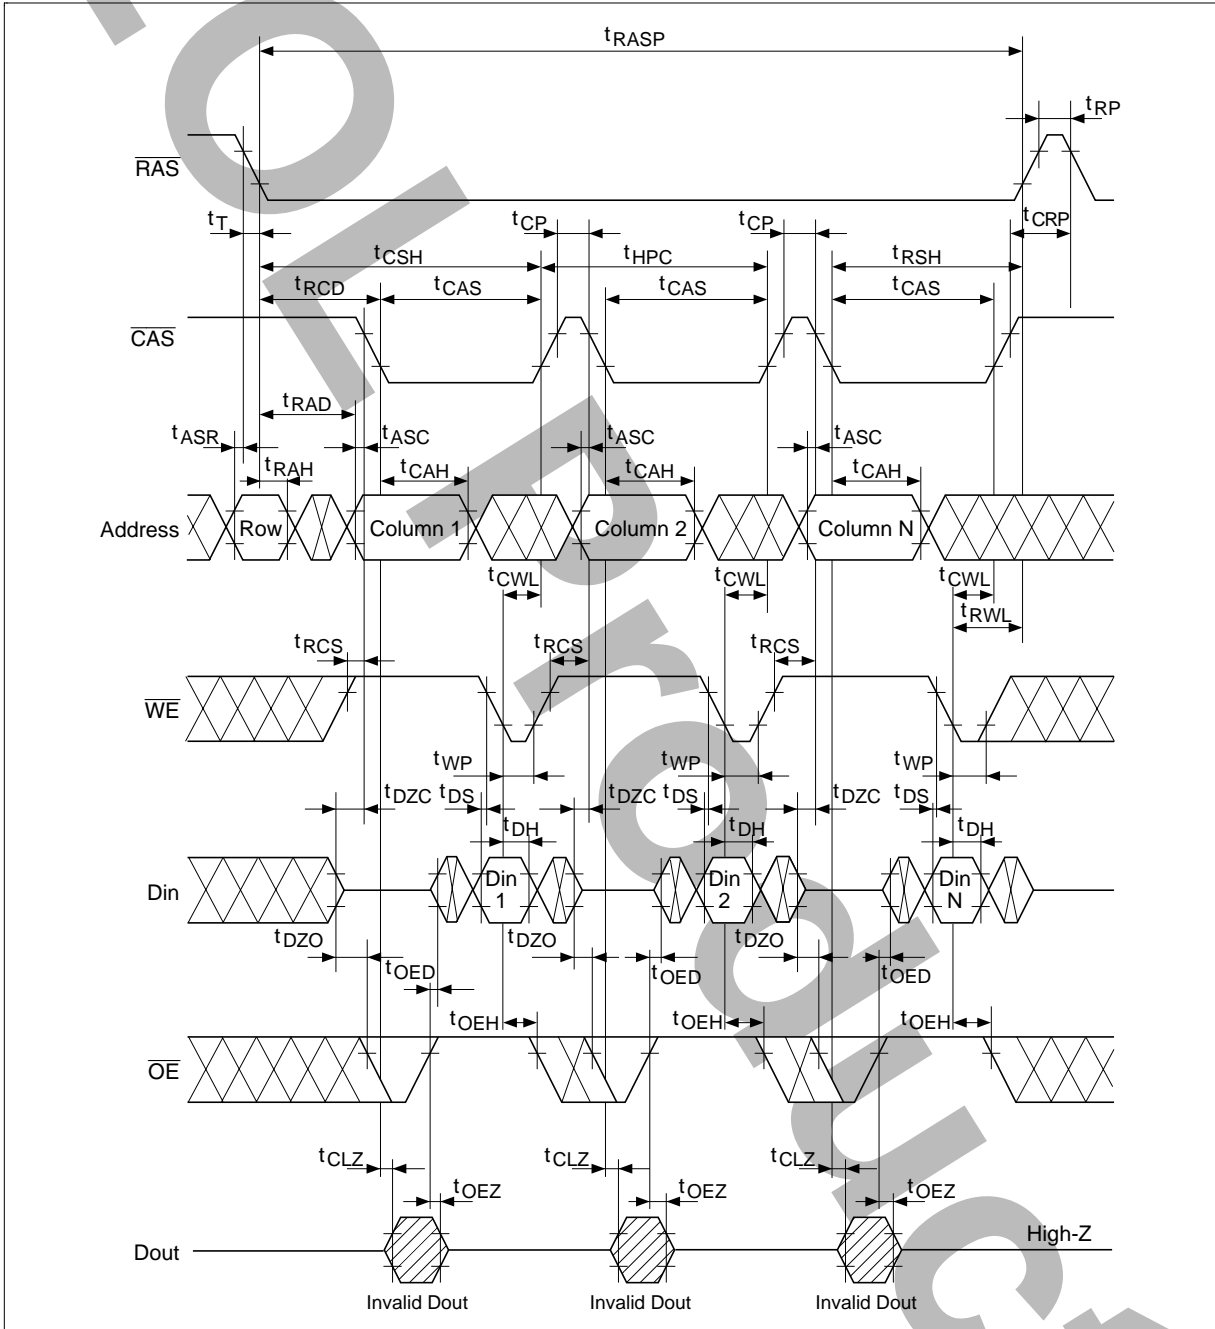 tRASP
tRP
RAS
tT
tCP
tCP
tCRP
tCSH
tHPC
tRSH
tRCD
tCAS
tCAS
tCAS
CAS
tRAD
tASR
tASC
tASC
tASC
tRAH
tCAH
tCAH
tCAH
Address
Row
Column 1
Column 2
Column N
tCWL
tCWL
tCWL
tRWL
tRCS
tRCS
tRCS
WE
tWP
tWP
tWP
tDZC
tDS
tDZC
tDS
tDZC
tDS
tDH
tDH
tDH
Din
Din 1
Din 2
Din N
tDZO
tDZO
tDZO
tOED
tOED
tOED
tOEH
tOEH
tOEH
OE
tCLZ
tCLZ
tCLZ
tOEZ
tOEZ
tOEZ
Dout
High-Z
Invalid Dout
Invalid Dout
Invalid Dout
EOL Product